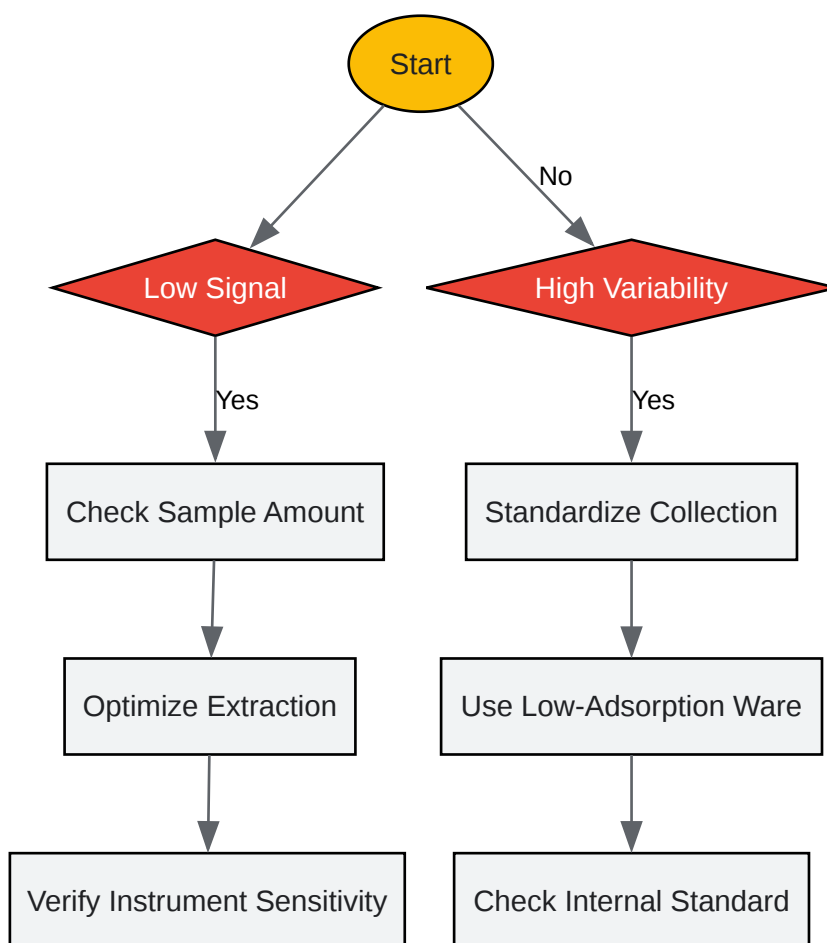 Start
No
Low Signal
High Variability
Yes
Yes
Check Sample Amount
Standardize Collection
Optimize Extraction
Use Low-Adsorption Ware
Verify Instrument Sensitivity
Check Internal Standard